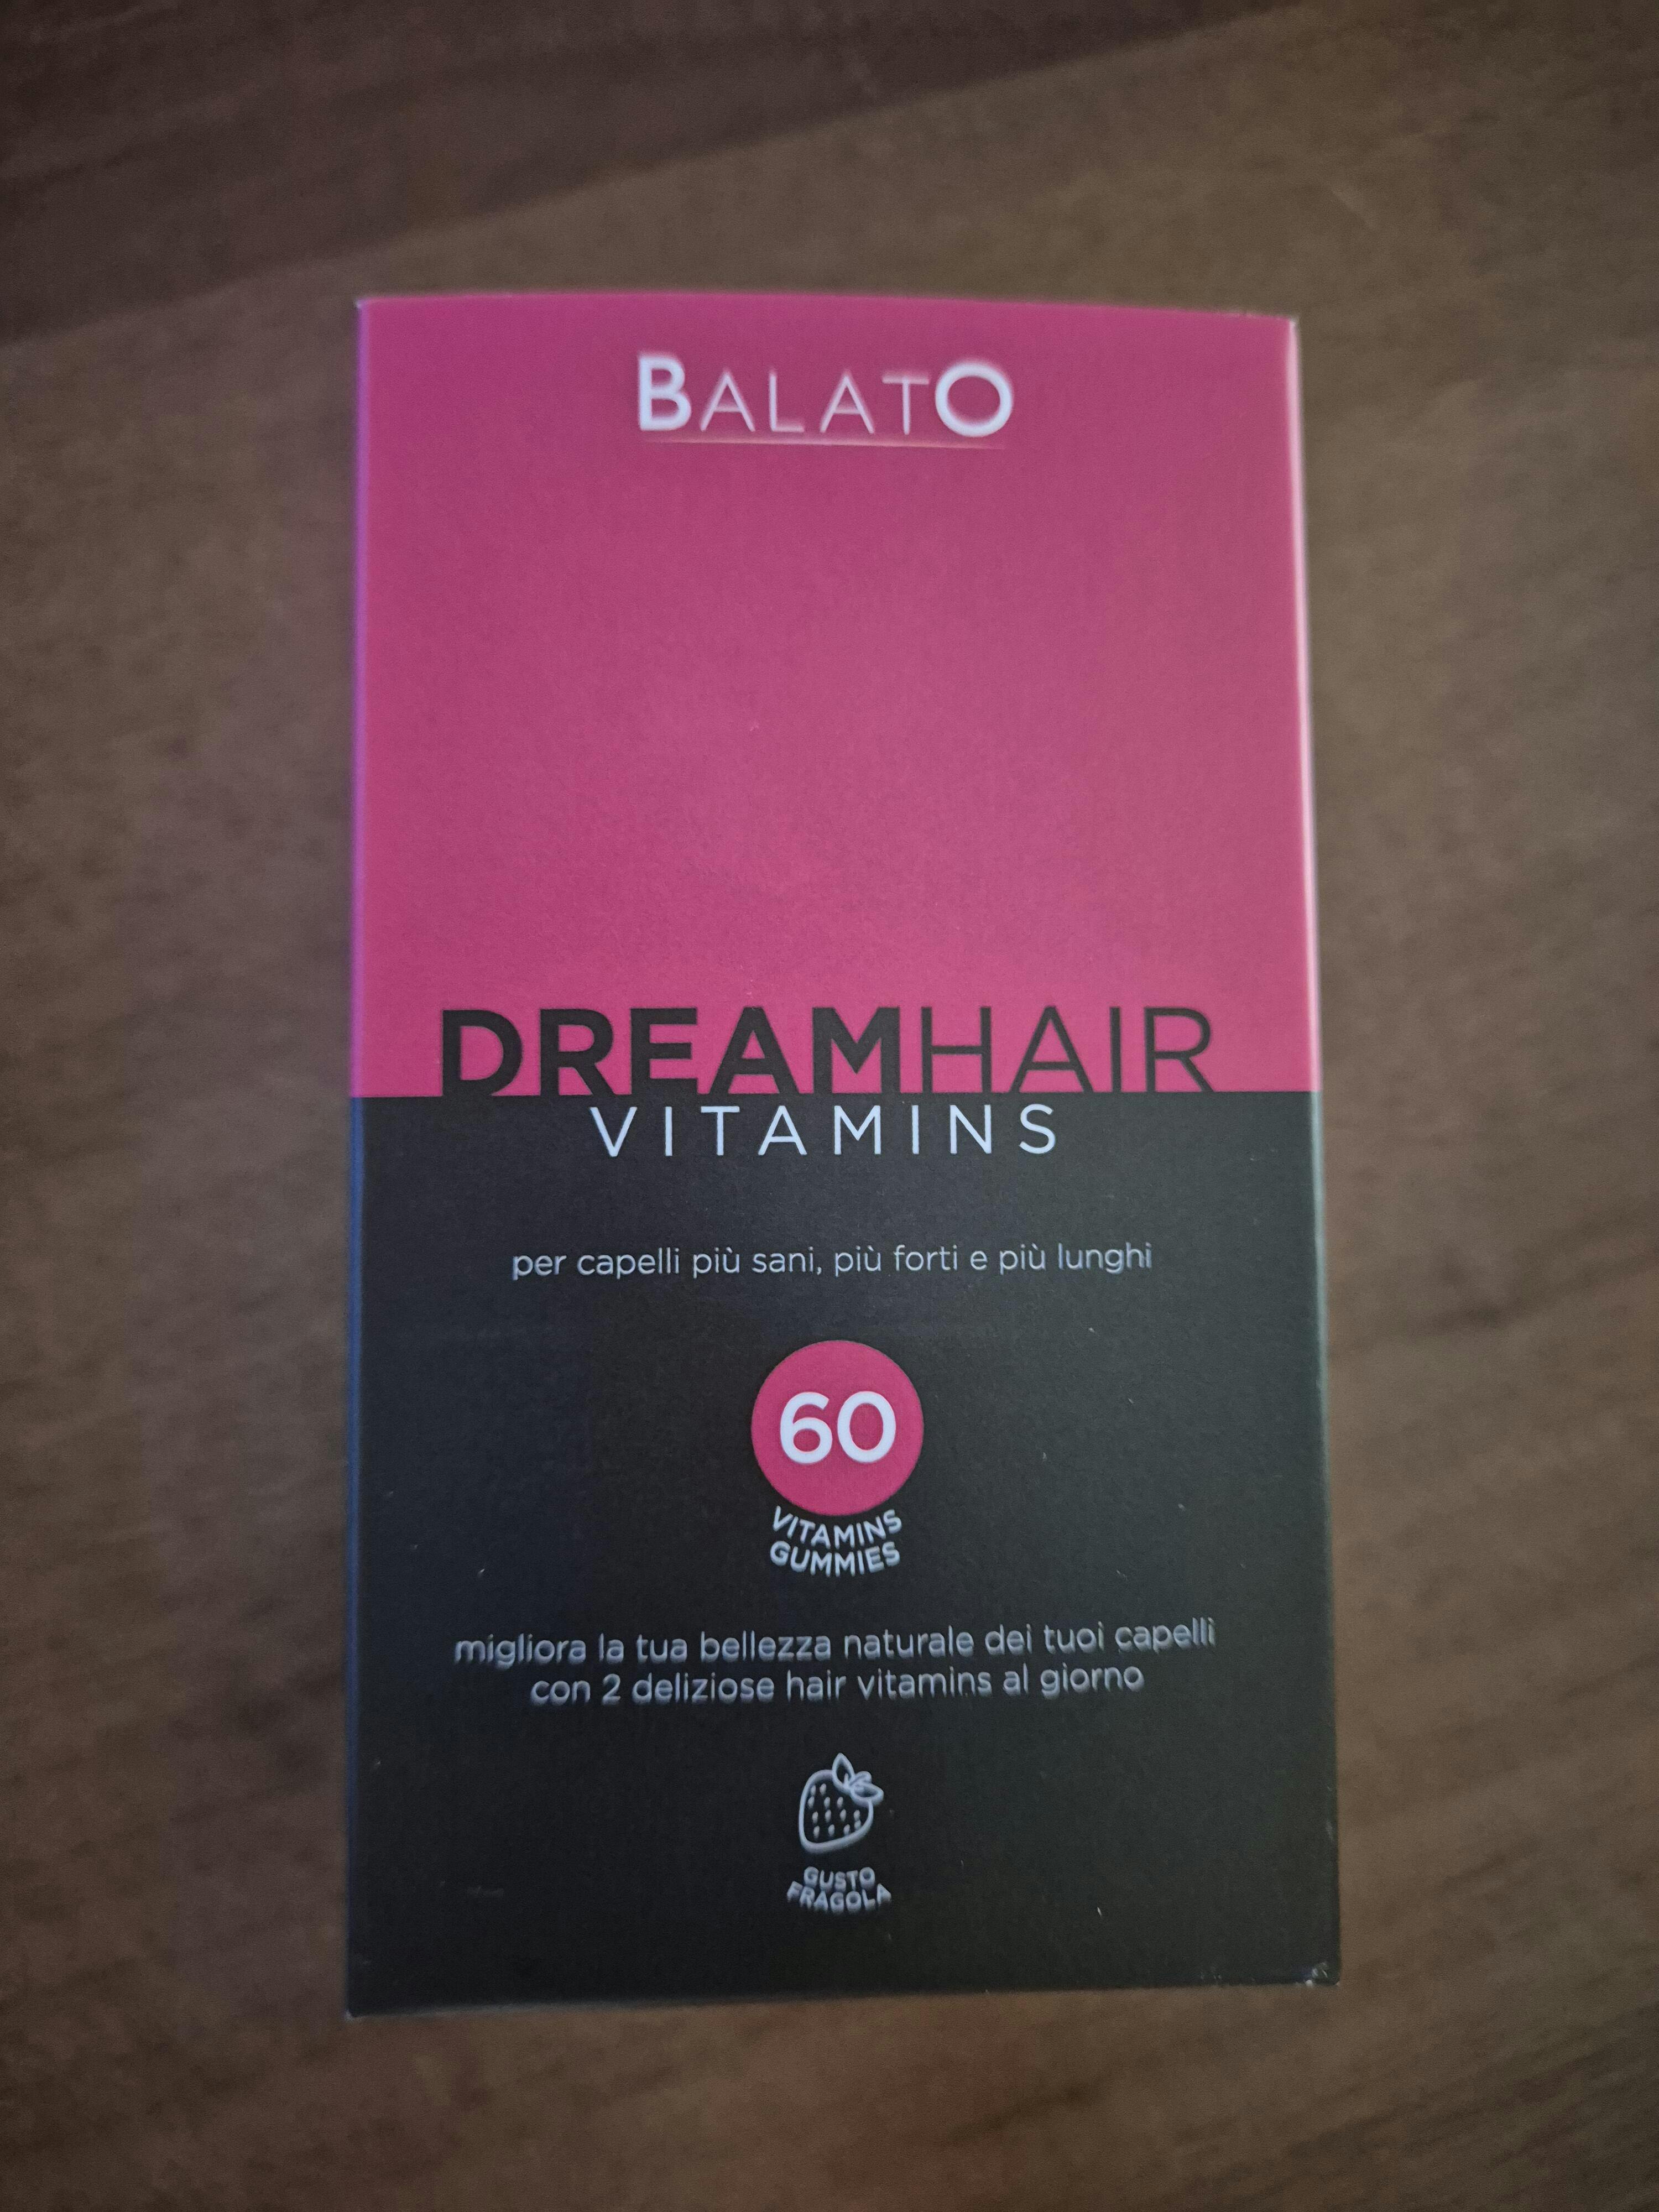 BALATO
DREAMHAIR
VITAMINS
per capelli più sani, più forti e più lunghi
60
VITAMINS
GUMMIES
migliora la tua bellezza naturale dei tuoi capelli
con 2 deliziose hair vitamins al giorno
GUSTO
FRAGOLA